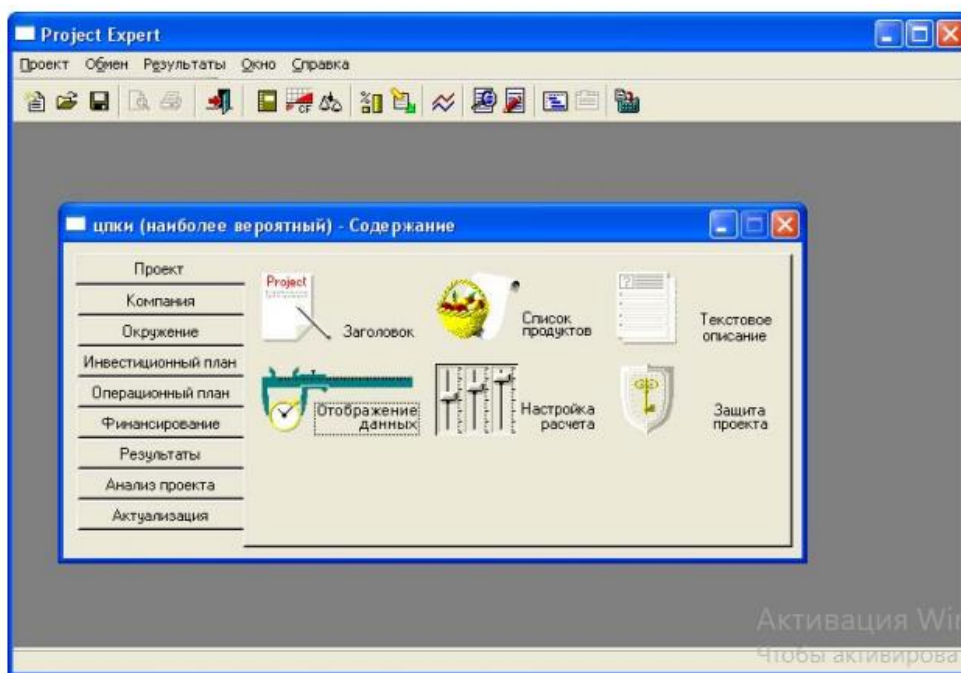 Project Expert
Проект Обмен Результаты Окно Справка
CF
цпки (наиболее вероятный) - Содержание
Проект
Компания
Окружение
Инвестиционный план
Операционный план
Финансирование
Результаты
Анализ проекта
Актуализация
Project
Заголовок
Список
продуктов
Текстовое
описание
Отображение
данных
Настройка
расчета
Защита
проекта
Активация Win
Чтобы активирова